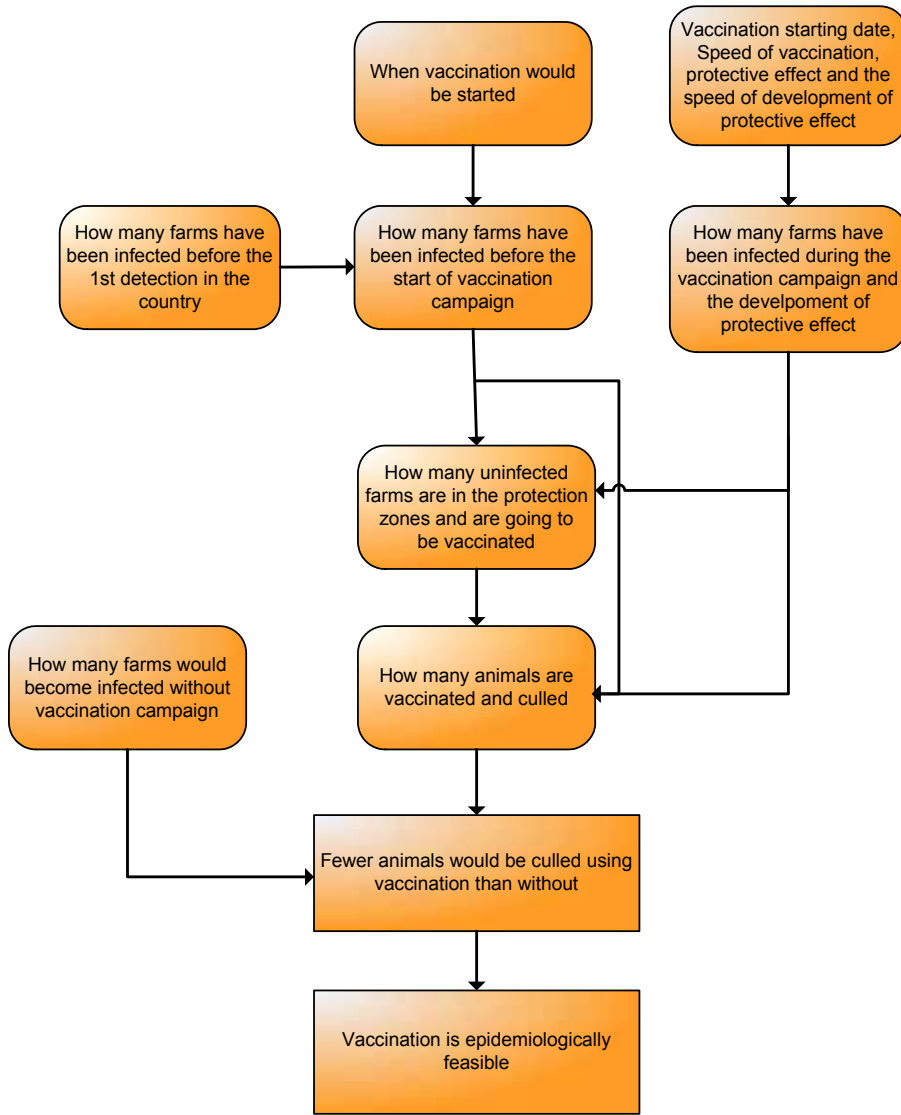 When vaccination would
be started
Vaccination starting date,
Speed of vaccination,
protective effect and the
speed of development of
protective effect
How many farms have
been infected before the
1st detection in the
country
How many farms have
been infected before the
start of vaccination
campaign
How many farms have
been infected during the
vaccination campaign and
the develpoment of
protective effect
How many uninfected
farms are in the protection
zones and are going to
be vaccinated
How many farms would
become infected without
vaccination campaign
How many animals are
vaccinated and culled
Fewer animals would be culled using
vaccination than without
Vaccination is epidemiologically
feasible